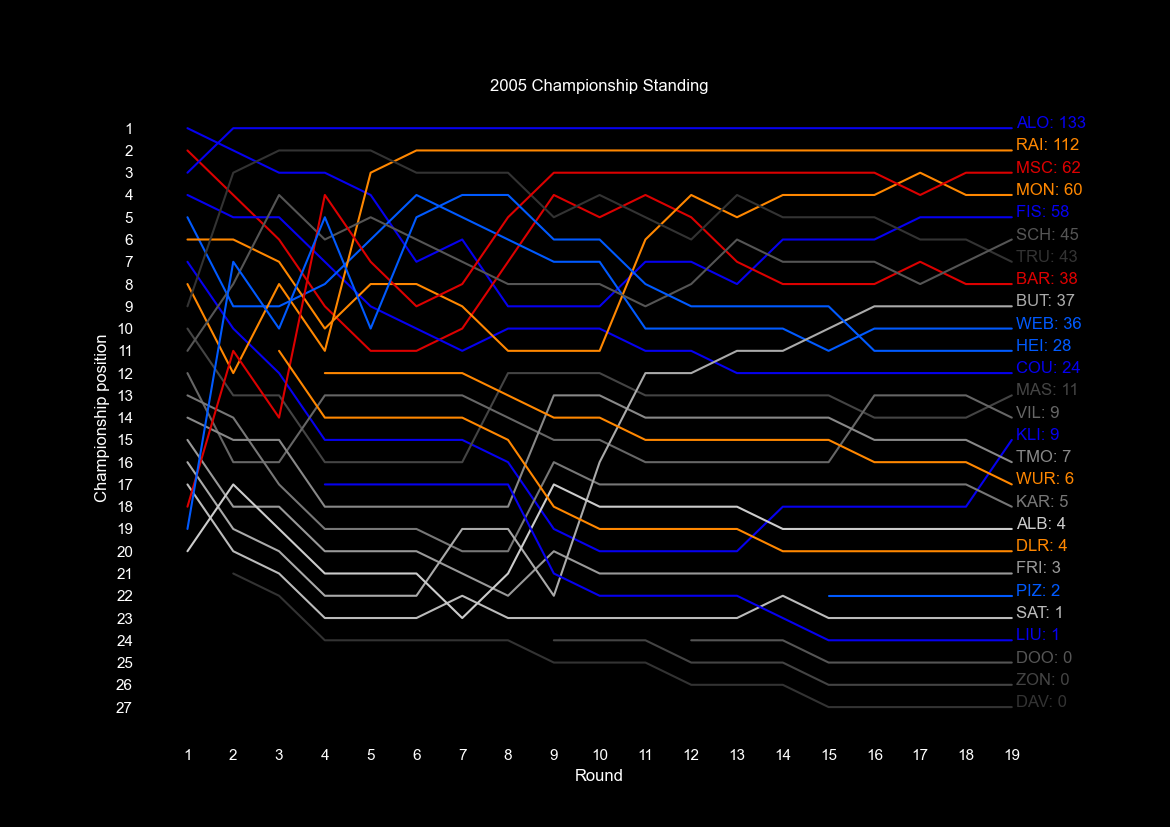 2005 Championship Standing
Championship position
1
2
3
4
5
6
7
8
9
10
11
12
13
14
15
16
17
18
19
20
21
22
23
24
25
26
27
ALO: 133
RAI: 112
MSC: 62
MON: 60
FIS: 58
SCH: 45
TRU: 43
BAR: 38
BUT: 37
WEB: 36
HEI: 28
COU: 24
MAS: 11
VIL: 9
KLI: 9
TMO: 7
WUR: 6
KAR: 5
ALB: 4
DLR: 4
FRI: 3
PIZ: 2
SAT: 1
LIU: 1
DOO: 0
ZON: 0
DAV: 0
1 2 3 4 5 6 7 8 9 10 11 12 13 14 15 16 17 18 19
Round